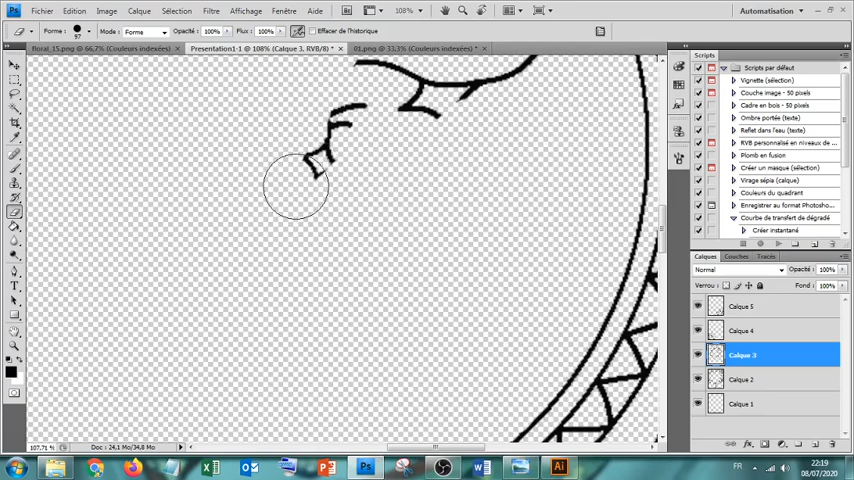 Ps Fichier Edition Image Calque Sélection Filtre Affichage Fenêtre Aide Br 108% Automatisation
Forme : 97 Mode : Forme Opacité : 100% Flux : 100% Effacer de l'historique
floral_15.png @ 66,7% (Couleurs indexées) × Presentation1-1 @ 108% (Calque 3, RVB/8) * × 01.png @ 33,3% (Couleurs indexées) * ×
Scripts
Scripts par défaut
Vignette (sélection)
Couche image - 50 pixels
Cadre en bois - 50 pixels
Ombre portée (texte)
Reflet dans l'eau (texte)
RVB personnalisé en niveaux de
Plomb en fusion
Créer un masque (sélection)
Virage sépia (calque)
Couleurs du quadrant
Enregistrer au format Photosho...
Courbe de transfert de dégradé
Créer instantané
Calques Couches Tracés
Normal Opacité : 100%
Verrou : Fond : 100%
Calque 5
Calque 4
Calque 3
Calque 2
Calque 1
107,71 % Doc : 24,1 Mo/34,8 Mo
FR 22:19
08/07/2020